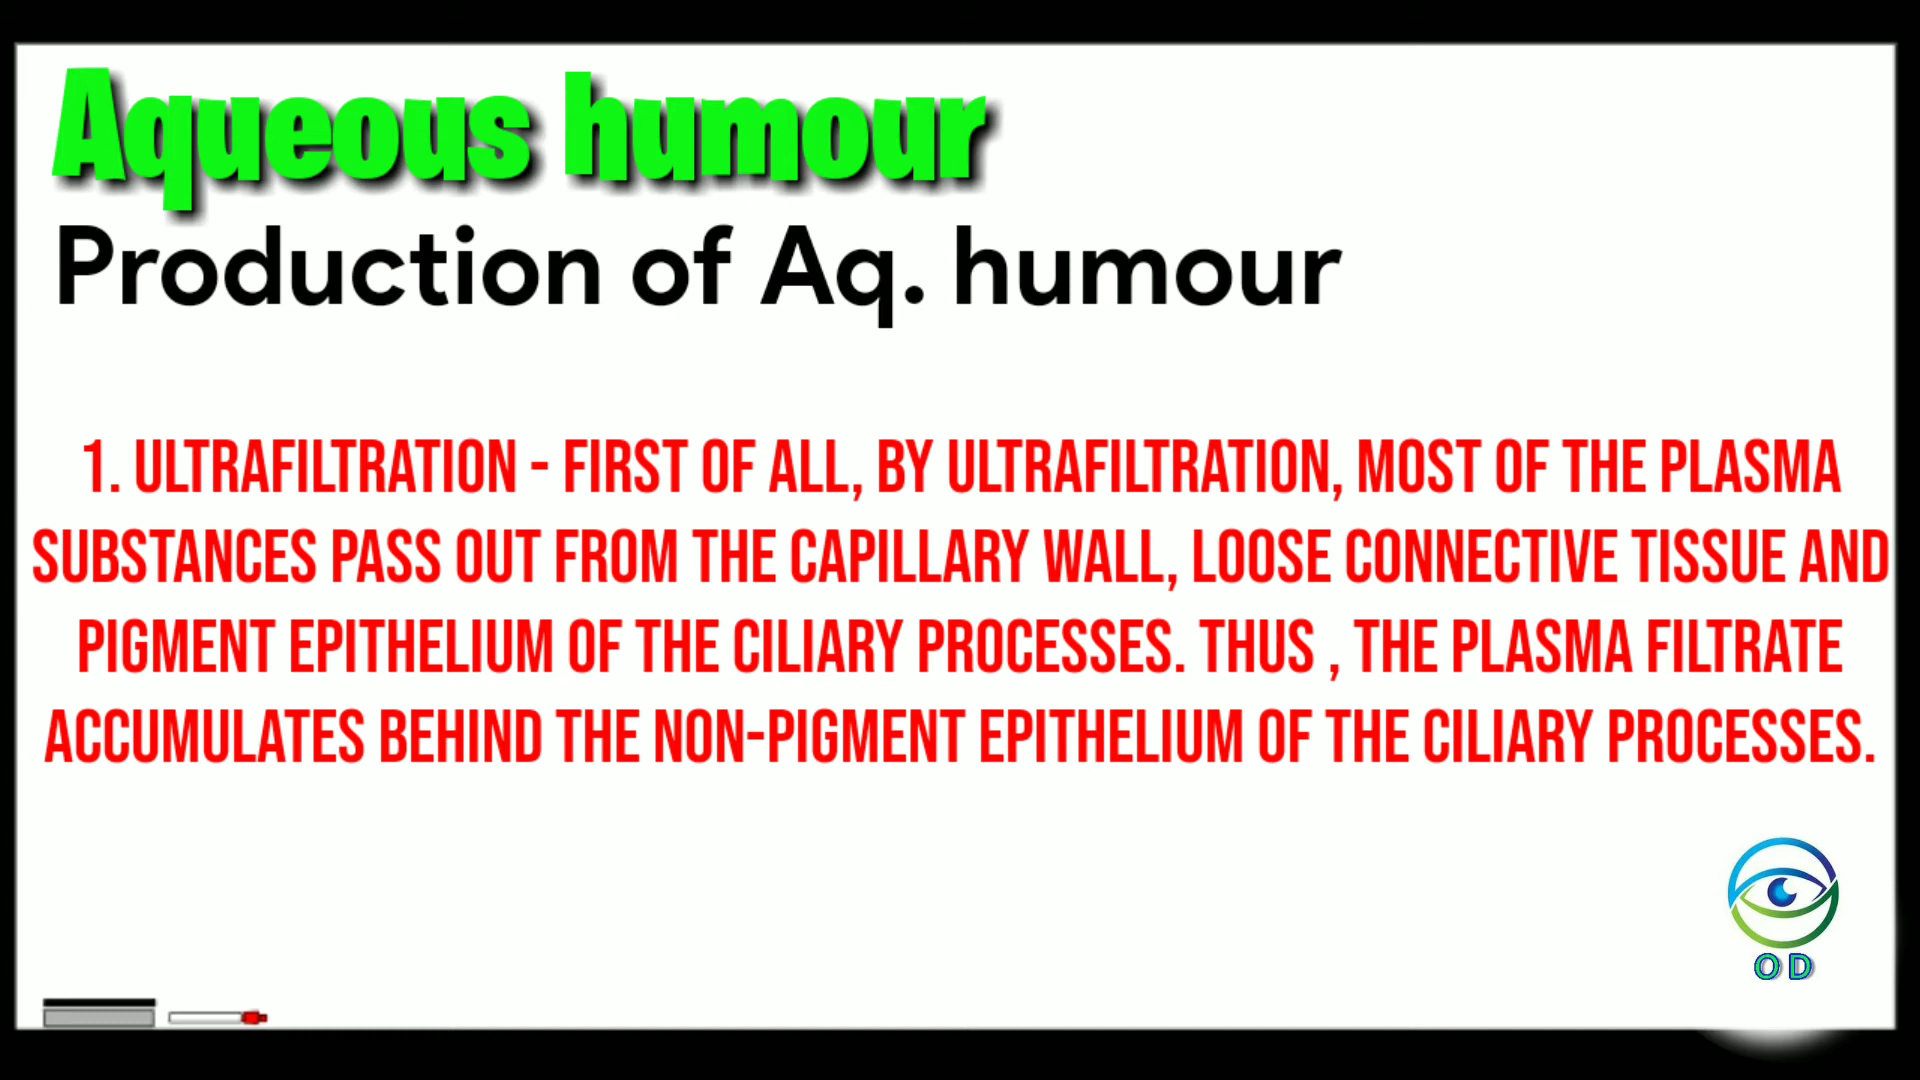 Aqueous humour
Production of Aq. humour
1. ULTRAFILTRATION - FIRST OF ALL, BY ULTRAFILTRATION, MOST OF THE PLASMA
SUBSTANCES PASS OUT FROM THE CAPILLARY WALL, LOOSE CONNECTIVE TISSUE AND
PIGMENT EPITHELIUM OF THE CILIARY PROCESSES. THUS , THE PLASMA FILTRATE
ACCUMULATES BEHIND THE NON-PIGMENT EPITHELIUM OF THE CILIARY PROCESSES.
O D